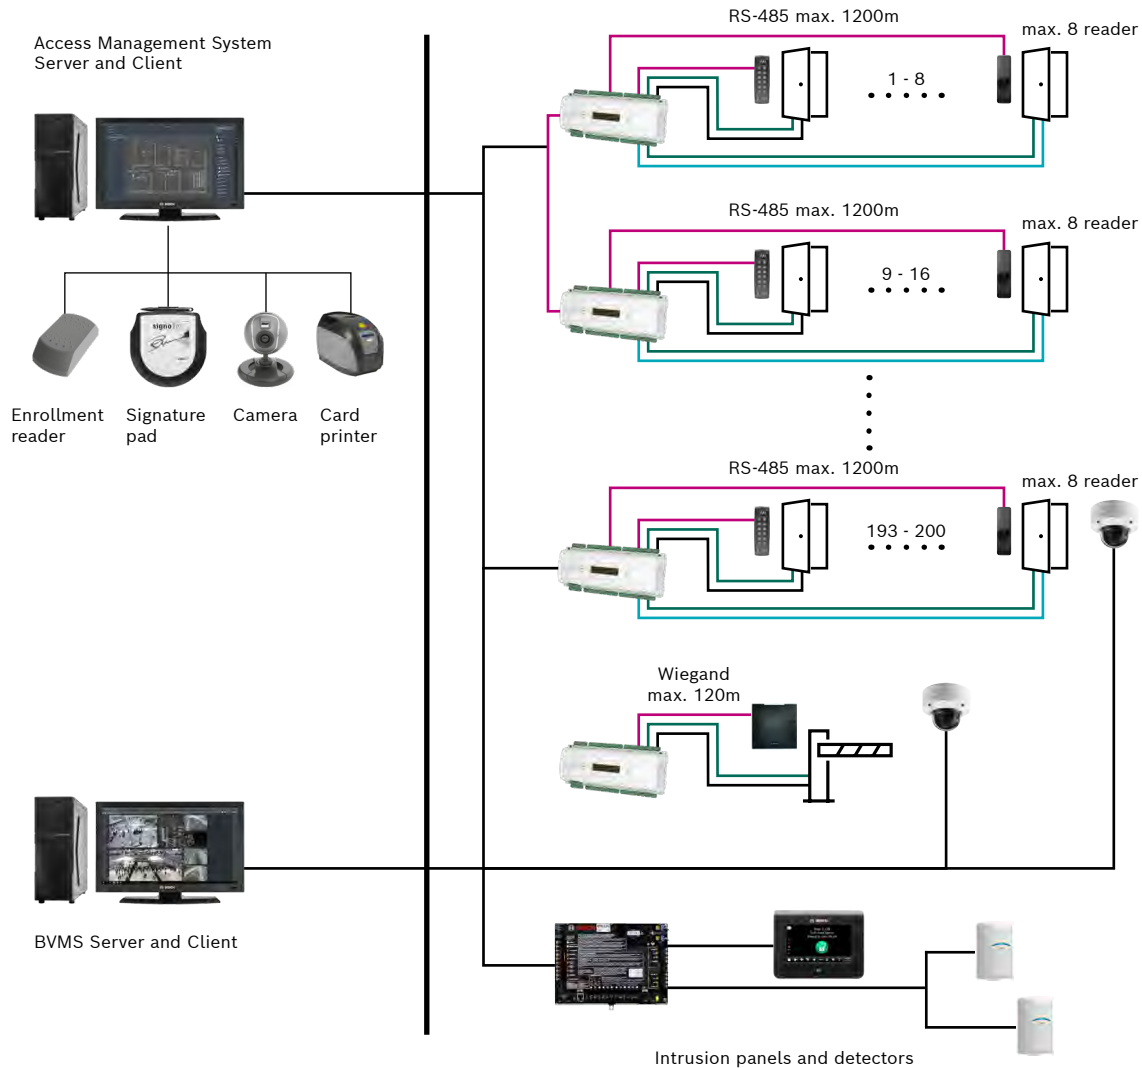 Access Management System
Server and Client
RS-485 max. 1200m
max. 8 reader
1 - 8
RS-485 max. 1200m
max. 8 reader
9 - 16
signo
Enrollment
reader
Signature
pad
Camera
Card
printer
RS-485 max. 1200m
max. 8 reader
193 - 200
Wiegand
max. 120m
BVMS Server and Client
BOSCH
Intrusion panels and detectors